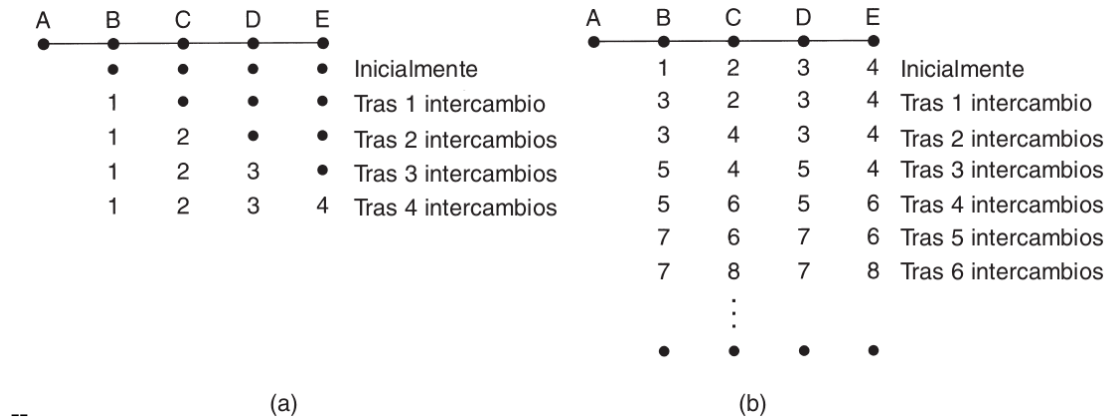 A B C D E
Inicialmente
1 Tras 1 intercambio
1 2 Tras 2 intercambios
1 2 3 Tras 3 intercambios
1 2 3 4 Tras 4 intercambios
(a)
A B C D E
1 2 3 4 Inicialmente
3 2 3 4 Tras 1 intercambio
3 4 3 4 Tras 2 intercambios
5 4 5 4 Tras 3 intercambios
5 6 5 6 Tras 4 intercambios
7 6 7 6 Tras 5 intercambios
7 8 7 8 Tras 6 intercambios
(b)
--